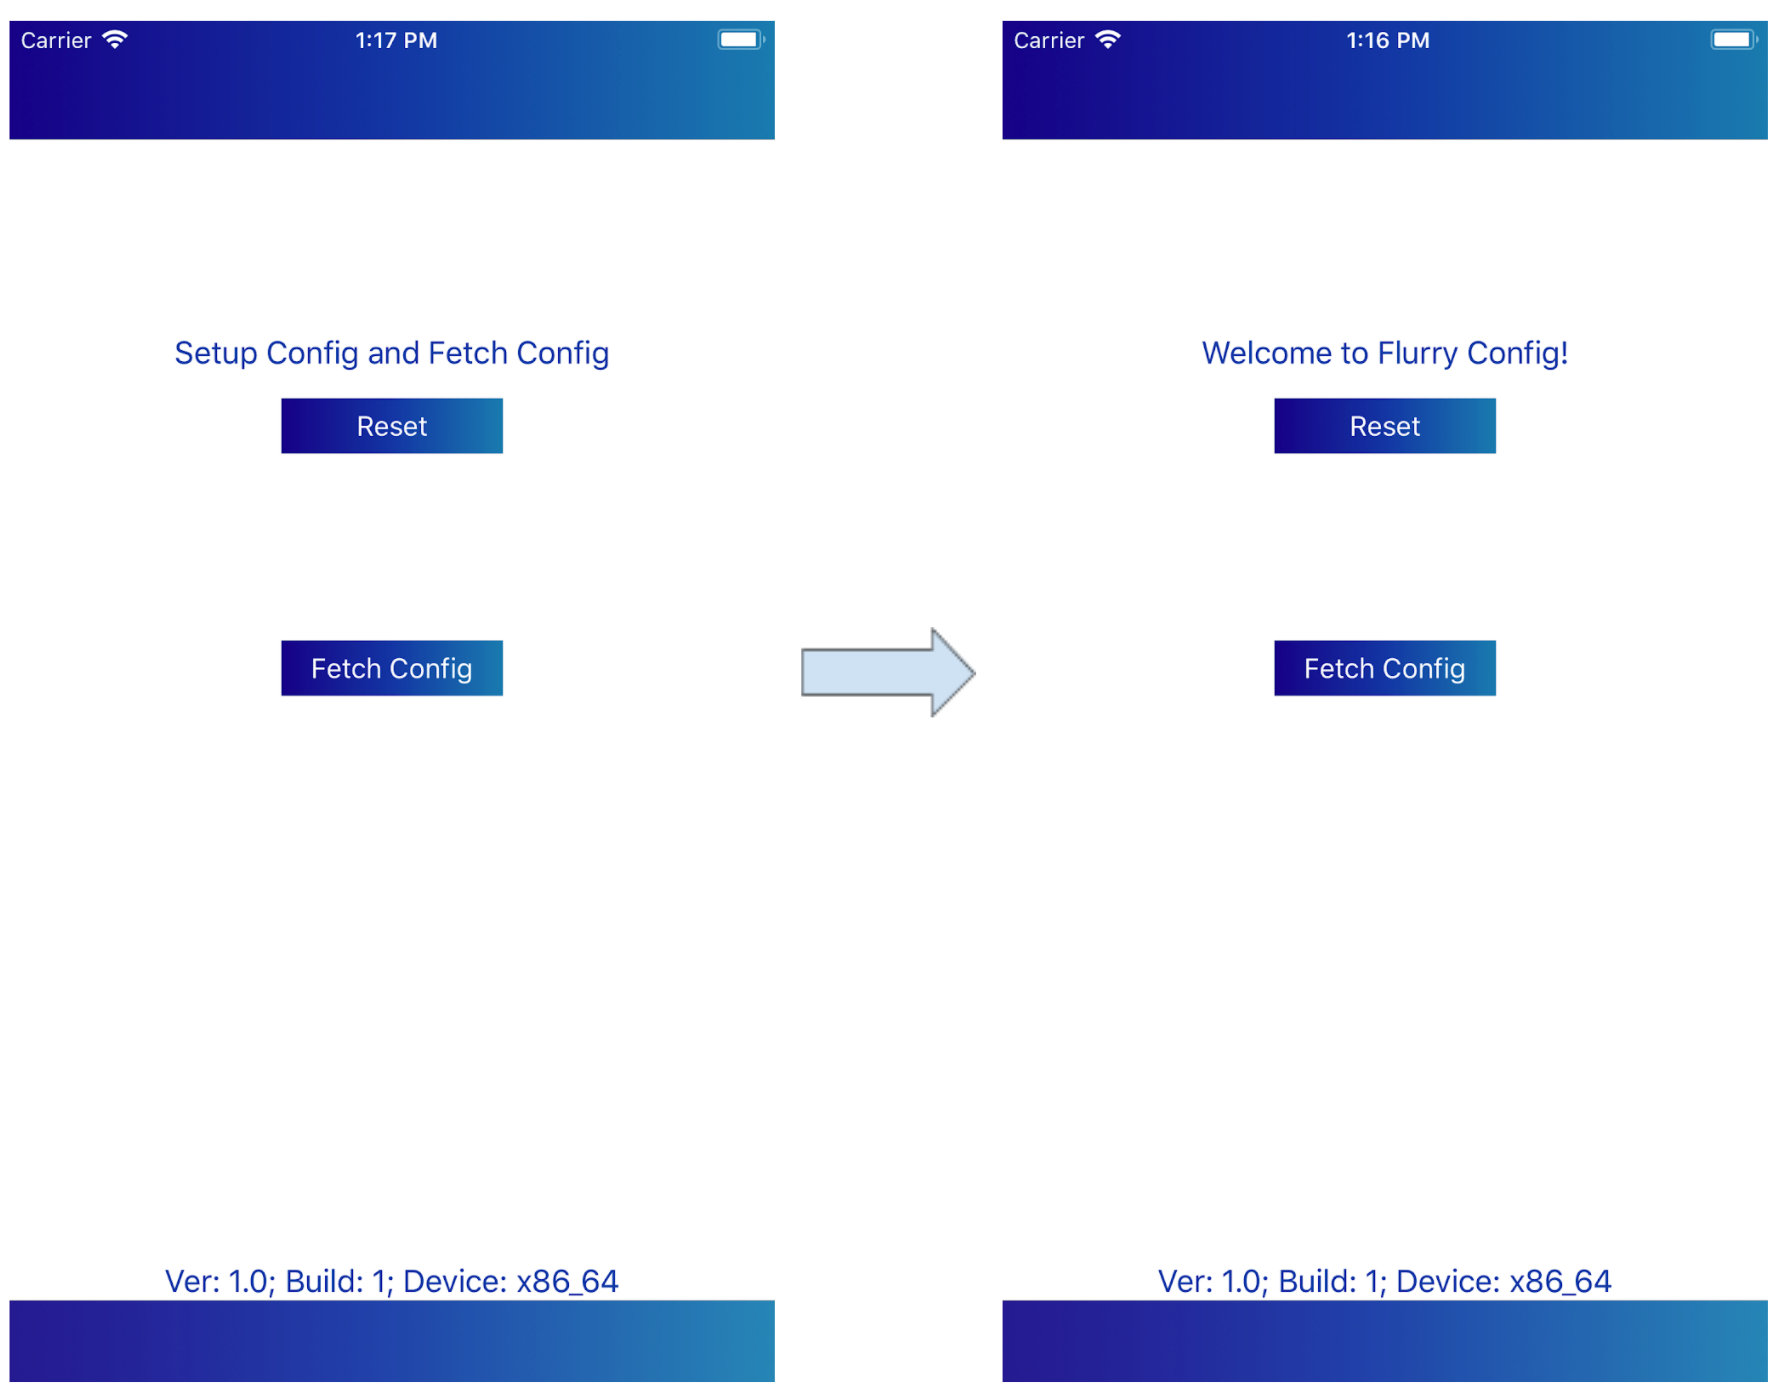 Carrier
1:17 PM
Setup Config and Fetch Config
Reset
Fetch Config
Ver: 1.0; Build: 1; Device: x86_64
Carrier
1:16 PM
Welcome to Flurry Config!
Reset
Fetch Config
Ver: 1.0; Build: 1; Device: x86_64